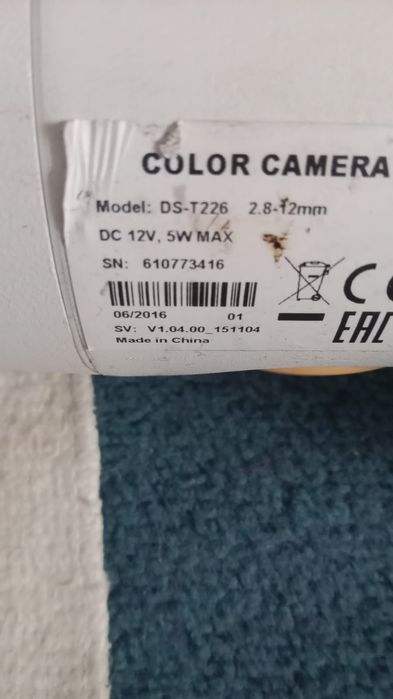 COLOR CAMERA
Model: DS-T226 2.8-12mm
DC 12V, 5W MAX
SN: 610773416
06/2016 01
SV: V1.04.00_151104
Made in China
CE
EAC